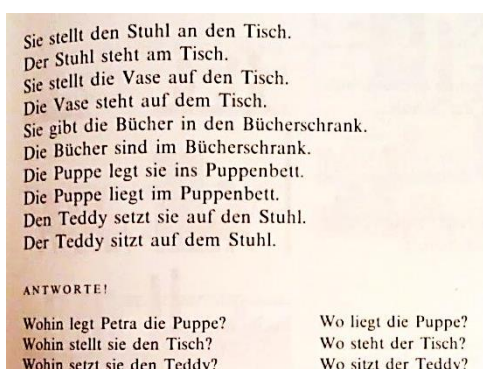 Sie stellt den Stuhl an den Tisch.
Der Stuhl steht am Tisch.
Sie stellt die Vase auf den Tisch.
Die Vase steht auf dem Tisch.
Sie gibt die Bücher in den Bücherschrank.
Die Bücher sind im Bücherschrank.
Die Puppe legt sie ins Puppenbett.
Die Puppe liegt im Puppenbett.
Den Teddy setzt sie auf den Stuhl.
Der Teddy sitzt auf dem Stuhl.
ANTWORTE!
Wohin legt Petra die Puppe?
Wohin stellt sie den Tisch?
Wohin setzt sie den Teddy?
Wo liegt die Puppe?
Wo steht der Tisch?
Wo sitzt der Teddy?